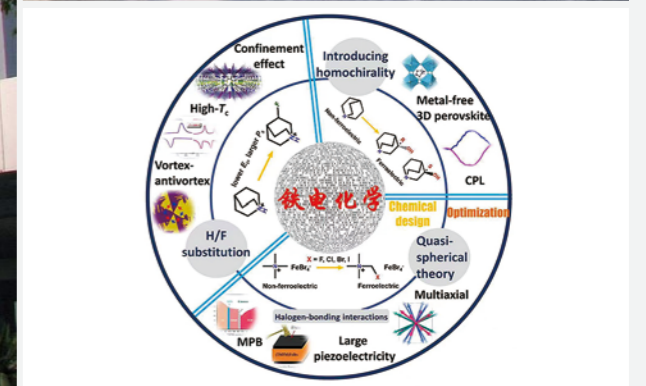 Confinement
effect
Introducing
homochirality
High-Tc
Metal-free
3D perovskite
Non-ferroelectric
Ferroelectric
lower Ec, larger Ps
Vortex-
antivortex
CPL
铁电化学
Chemical
design
Optimization
H/F
substitution
Quasi-
spherical
theory
X = F, Cl, Br, I
FeBr4-
FeBr4-
Non-ferroelectric
Ferroelectric
Multiaxial
Halogen-bonding interactions
MPB
Large
piezoelectricity